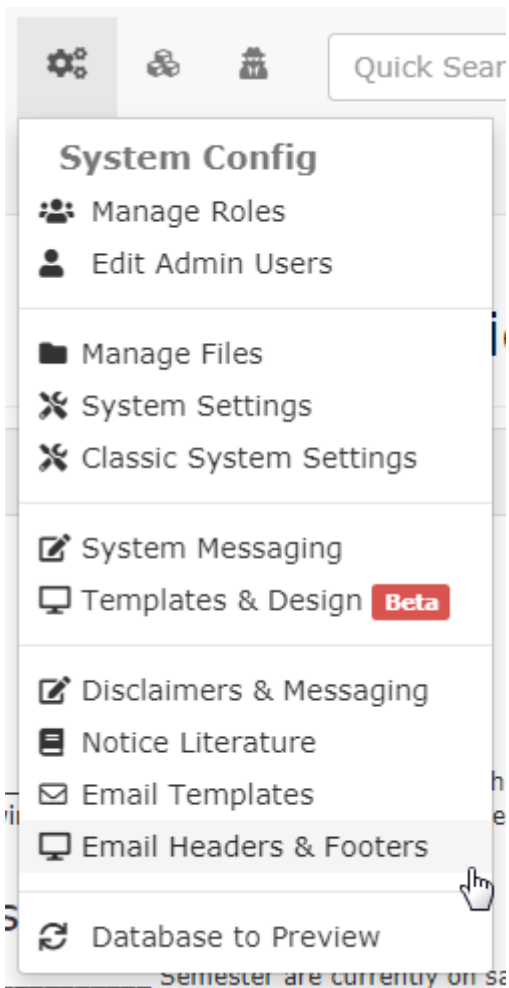 Quick Sear
System Config
Manage Roles
Edit Admin Users
Manage Files
System Settings
Classic System Settings
System Messaging
Templates & Design Beta
Disclaimers & Messaging
Notice Literature
Email Templates
Email Headers & Footers
Database to Preview
Semester are currently on sa